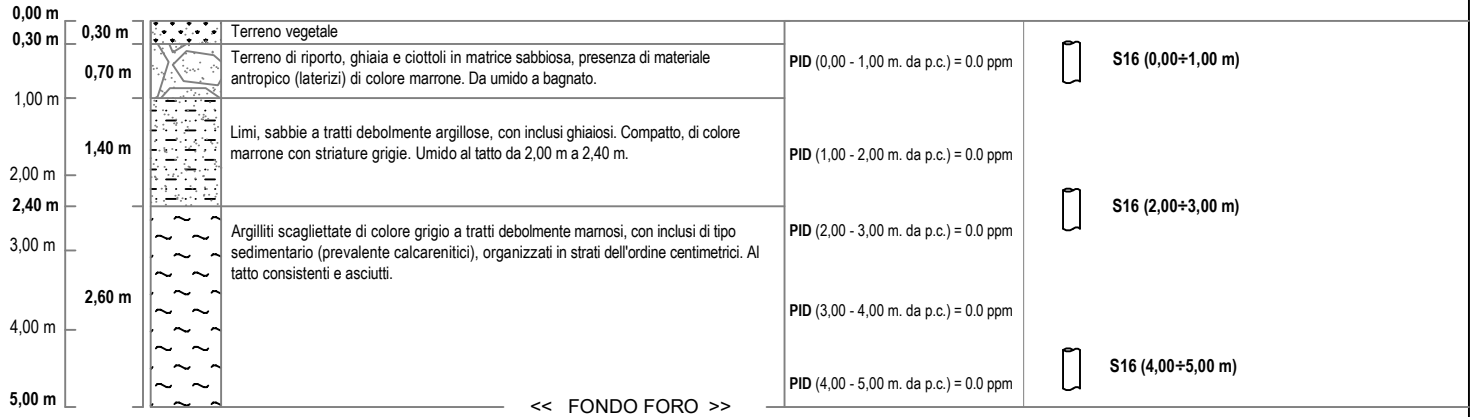 0,00 m
0,30 m
1,00 m
2,00 m
2,40 m
3,00 m
4,00 m
5,00 m
0,30 m
0,70 m
1,40 m
2,60 m
Terreno vegetale
Terreno di riporto, ghiaia e ciottoli in matrice sabbiosa, presenza di materiale
antropico (laterizi) di colore marrone. Da umido a bagnato.
Limi, sabbie a tratti debolmente argillose, con inclusi ghiaiosi. Compatto, di colore
marrone con striature grigie. Umido al tatto da 2,00 m a 2,40 m.
Argilliti scagliettate di colore grigio a tratti debolmente marnosi, con inclusi di tipo
sedimentario (prevalente calcarenitici), organizzati in strati dell'ordine centimetrici. Al
tatto consistenti e asciutti.
PID (0,00 - 1,00 m. da p.c.) = 0.0 ppm
PID (1,00 - 2,00 m. da p.c.) = 0.0 ppm
PID (2,00 - 3,00 m. da p.c.) = 0.0 ppm
PID (3,00 - 4,00 m. da p.c.) = 0.0 ppm
PID (4,00 - 5,00 m. da p.c.) = 0.0 ppm
S16 (0,00÷1,00 m)
S16 (2,00÷3,00 m)
S16 (4,00÷5,00 m)
<< FONDO FORO >>